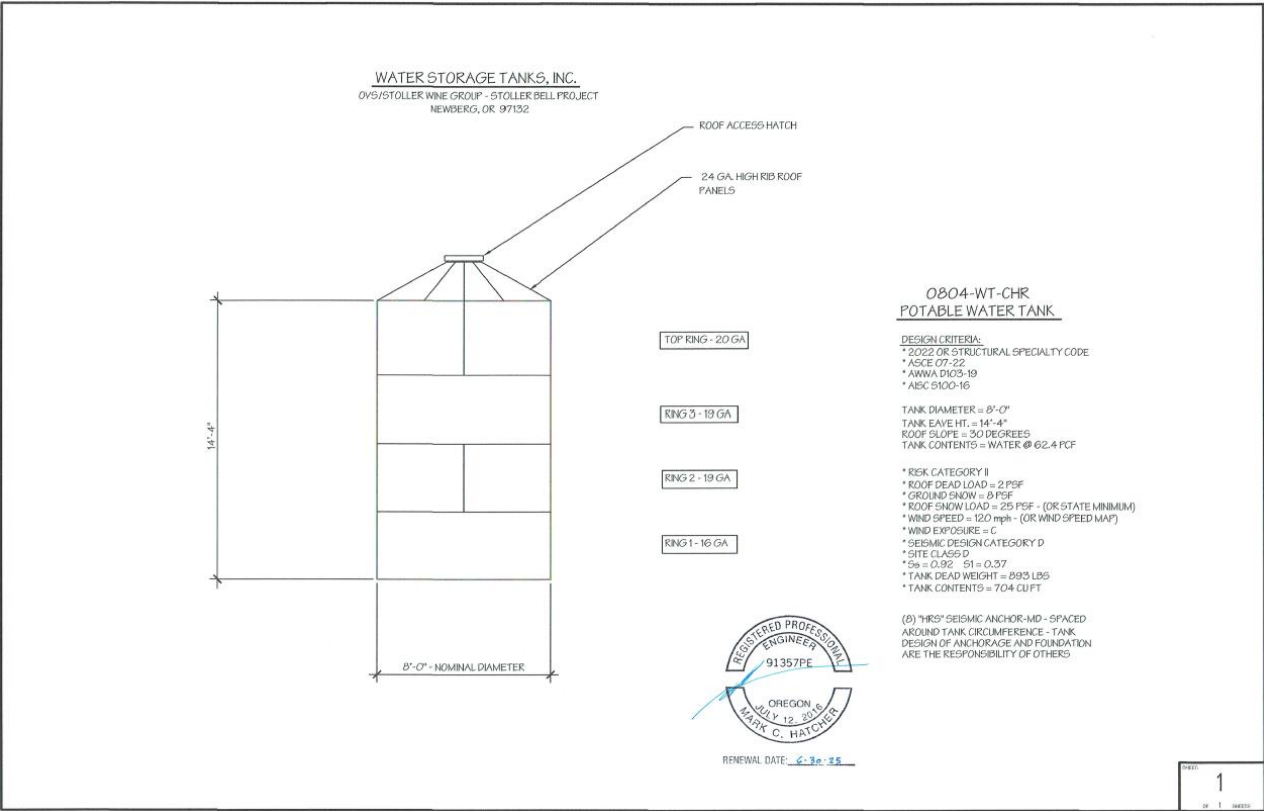 WATER STORAGE TANKS, INC.
OVS/STOLLER WINE GROUP - STOLLER BELL PROJECT
NEWBERG, OR 97132
ROOF ACCESS HATCH
24 GA. HIGH RIB ROOF
PANELS
14'-4"
8'-0" - NOMINAL DIAMETER
TOP RING - 20 GA
RING 3 - 19 GA
RING 2 - 19 GA
RING 1 - 16 GA
0804-WT-CHR
POTABLE WATER TANK
DESIGN CRITERIA:
* 2022 OR STRUCTURAL SPECIALTY CODE
* ASCE 07-22
* AWWA D103-19
* AISC S100-16
TANK DIAMETER = 8'-0"
TANK EAVE HT. = 14'-4"
ROOF SLOPE = 30 DEGREES
TANK CONTENTS = WATER @ 62.4 PCF
* RISK CATEGORY II
* ROOF DEAD LOAD = 2 PSF
* GROUND SNOW = 8 PSF
* ROOF SNOW LOAD = 25 PSF - (OR STATE MINIMUM)
* WIND SPEED = 120 mph - (OR WIND SPEED MAP)
* WIND EXPOSURE = C
* SEISMIC DESIGN CATEGORY D
* SITE CLASS D
* Ss = 0.92 S1 = 0.37
* TANK DEAD WEIGHT = 893 LBS
* TANK CONTENTS = 704 CU FT
(8) "HRS" SEISMIC ANCHOR-MD - SPACED
AROUND TANK CIRCUMFERENCE - TANK
DESIGN OF ANCHORAGE AND FOUNDATION
ARE THE RESPONSIBILITY OF OTHERS
REGISTERED PROFESSIONAL
ENGINEER
91357PE
OREGON
JULY 12, 2016
MARK C. HATCHER
RENEWAL DATE: 6-30-25
SHEET
1
OF 1 SHEETS